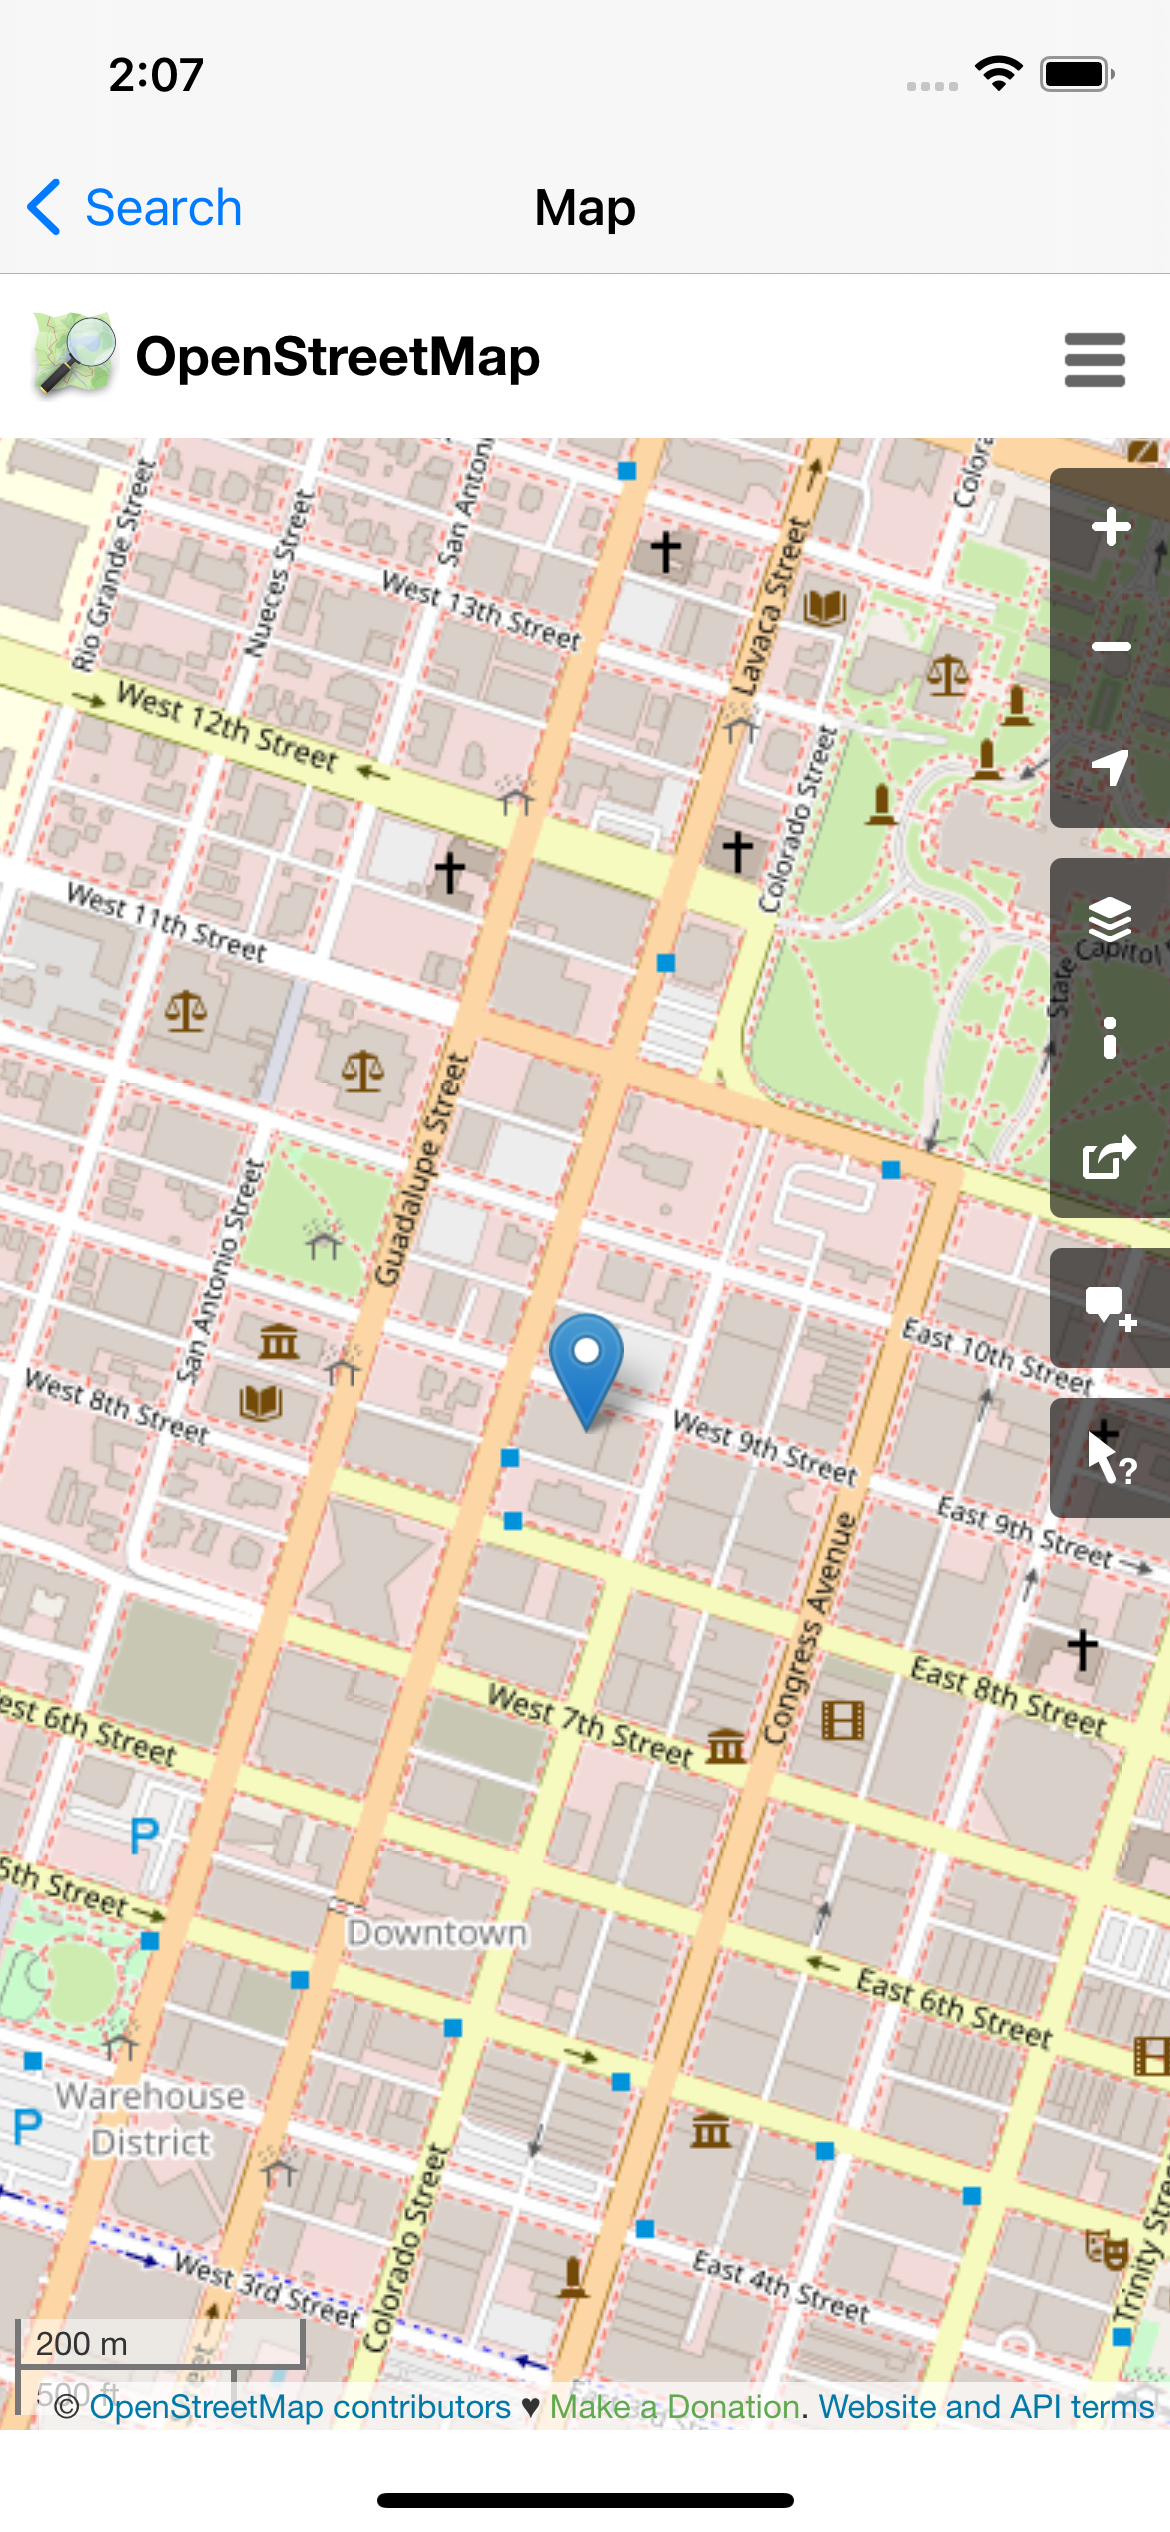 2:07
Search
Map
OpenStreetMap
Rio Grande Street
Nueces Street
San Antoni
Lavaca Street
Colora
West 13th Street
West 12th Street
Colorado Street
West 11th Street
State Capitol
Guadalupe Street
San Antonio Street
East 10th Street
West 8th Street
West 9th Street
East 9th Street
Congress Avenue
East 8th Street
West 7th Street
est 6th Street
P
5th Street
Downtown
East 6th Street
Warehouse
District
P
Colorado Street
West 3rd Street
East 4th Street
Trinity Stree
200 m
500 ft
© OpenStreetMap contributors ♥ Make a Donation. Website and API terms